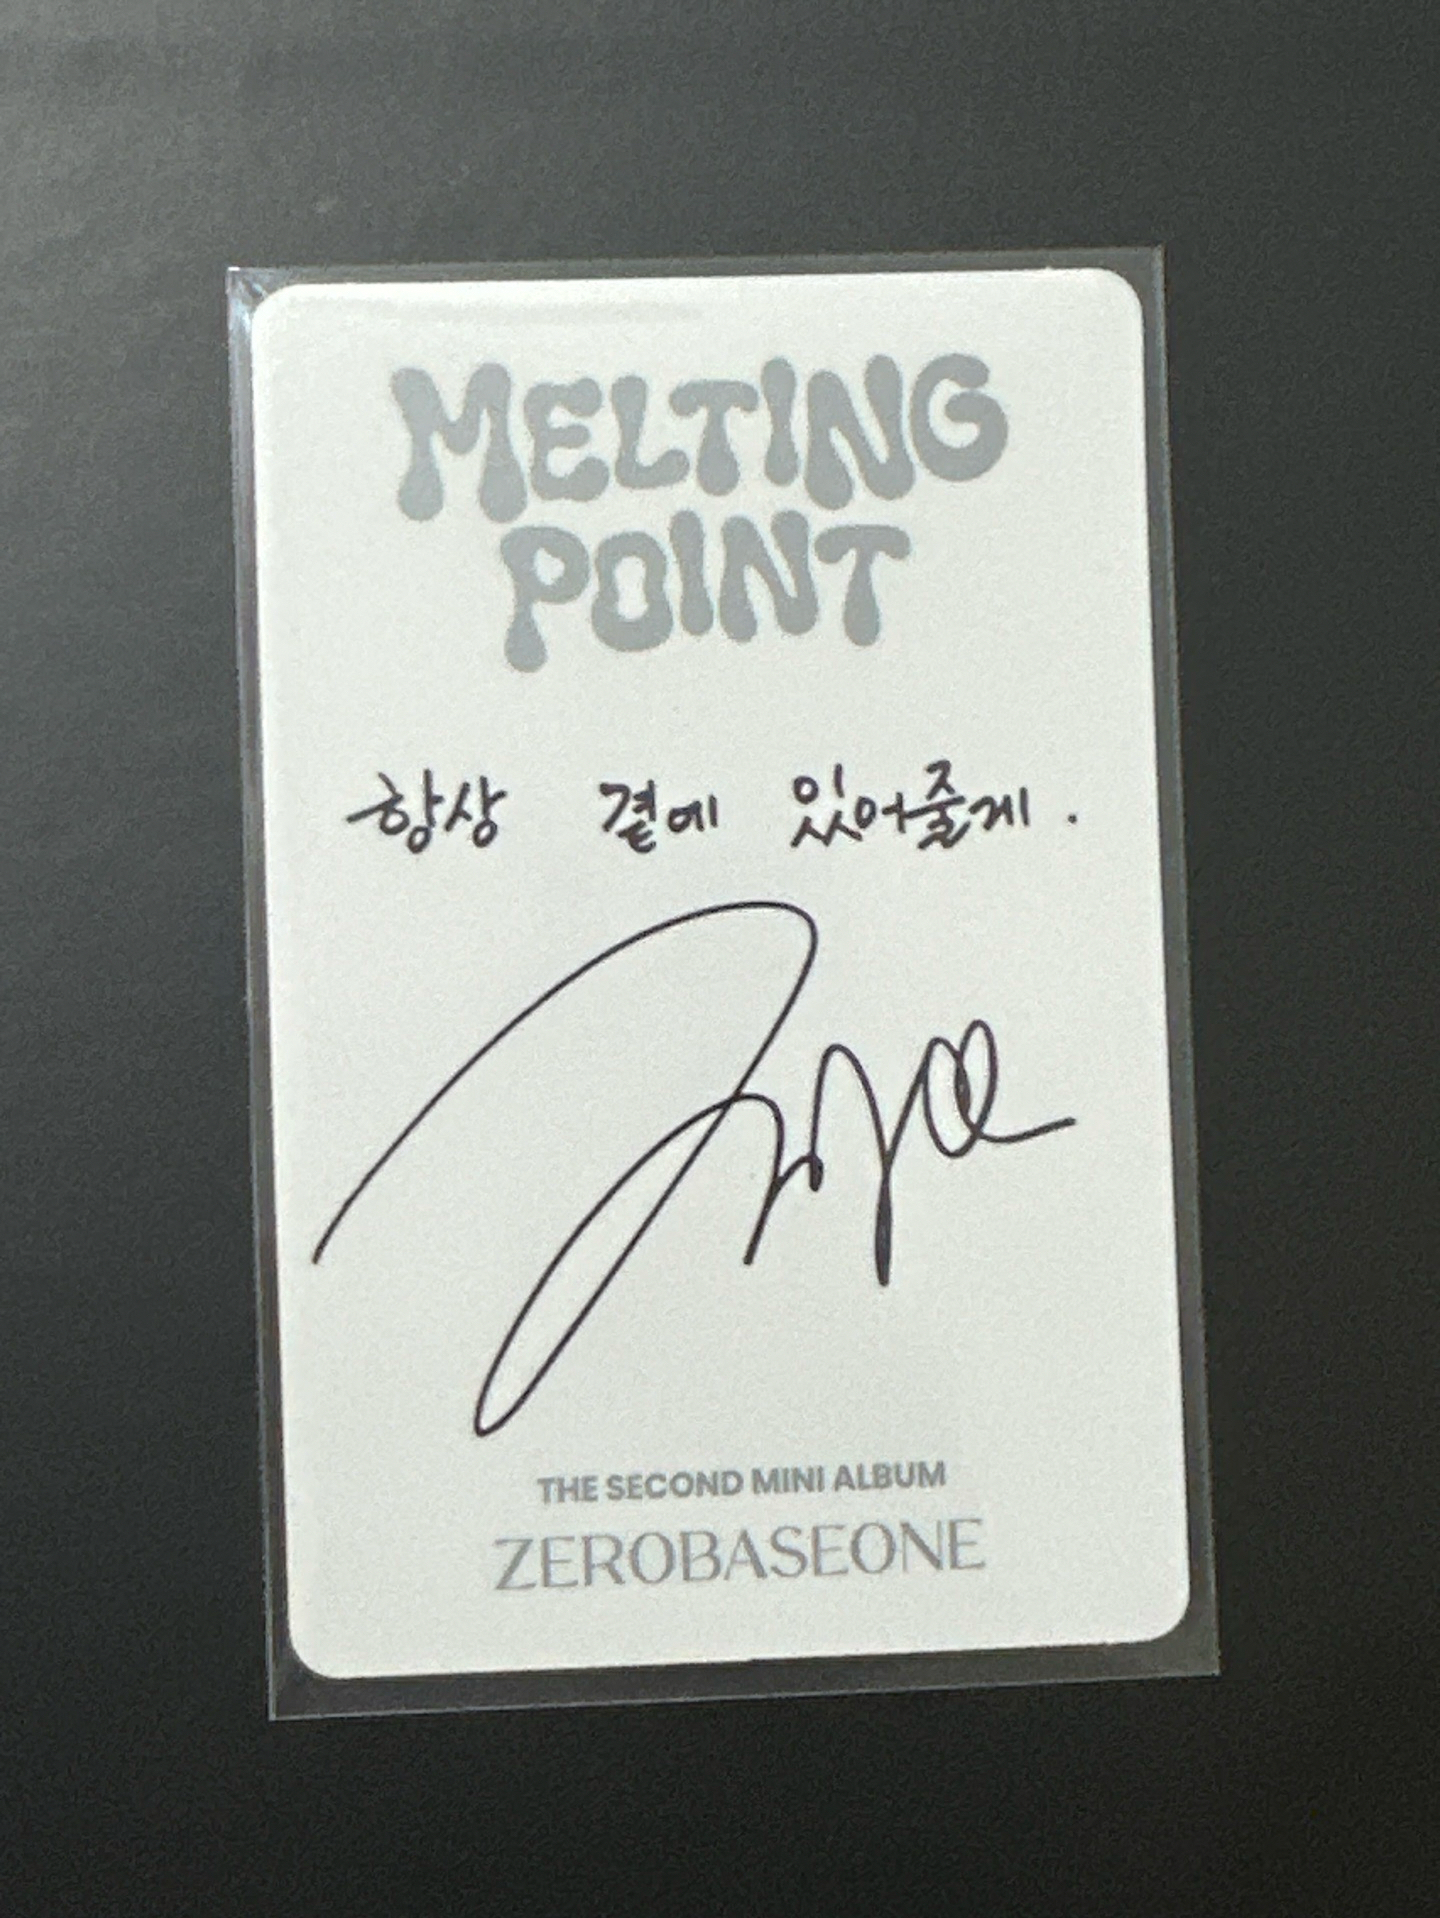 MELTING
POINT
항상 곁에 있어줄게.
THE SECOND MINI ALBUM
ZEROBASEONE